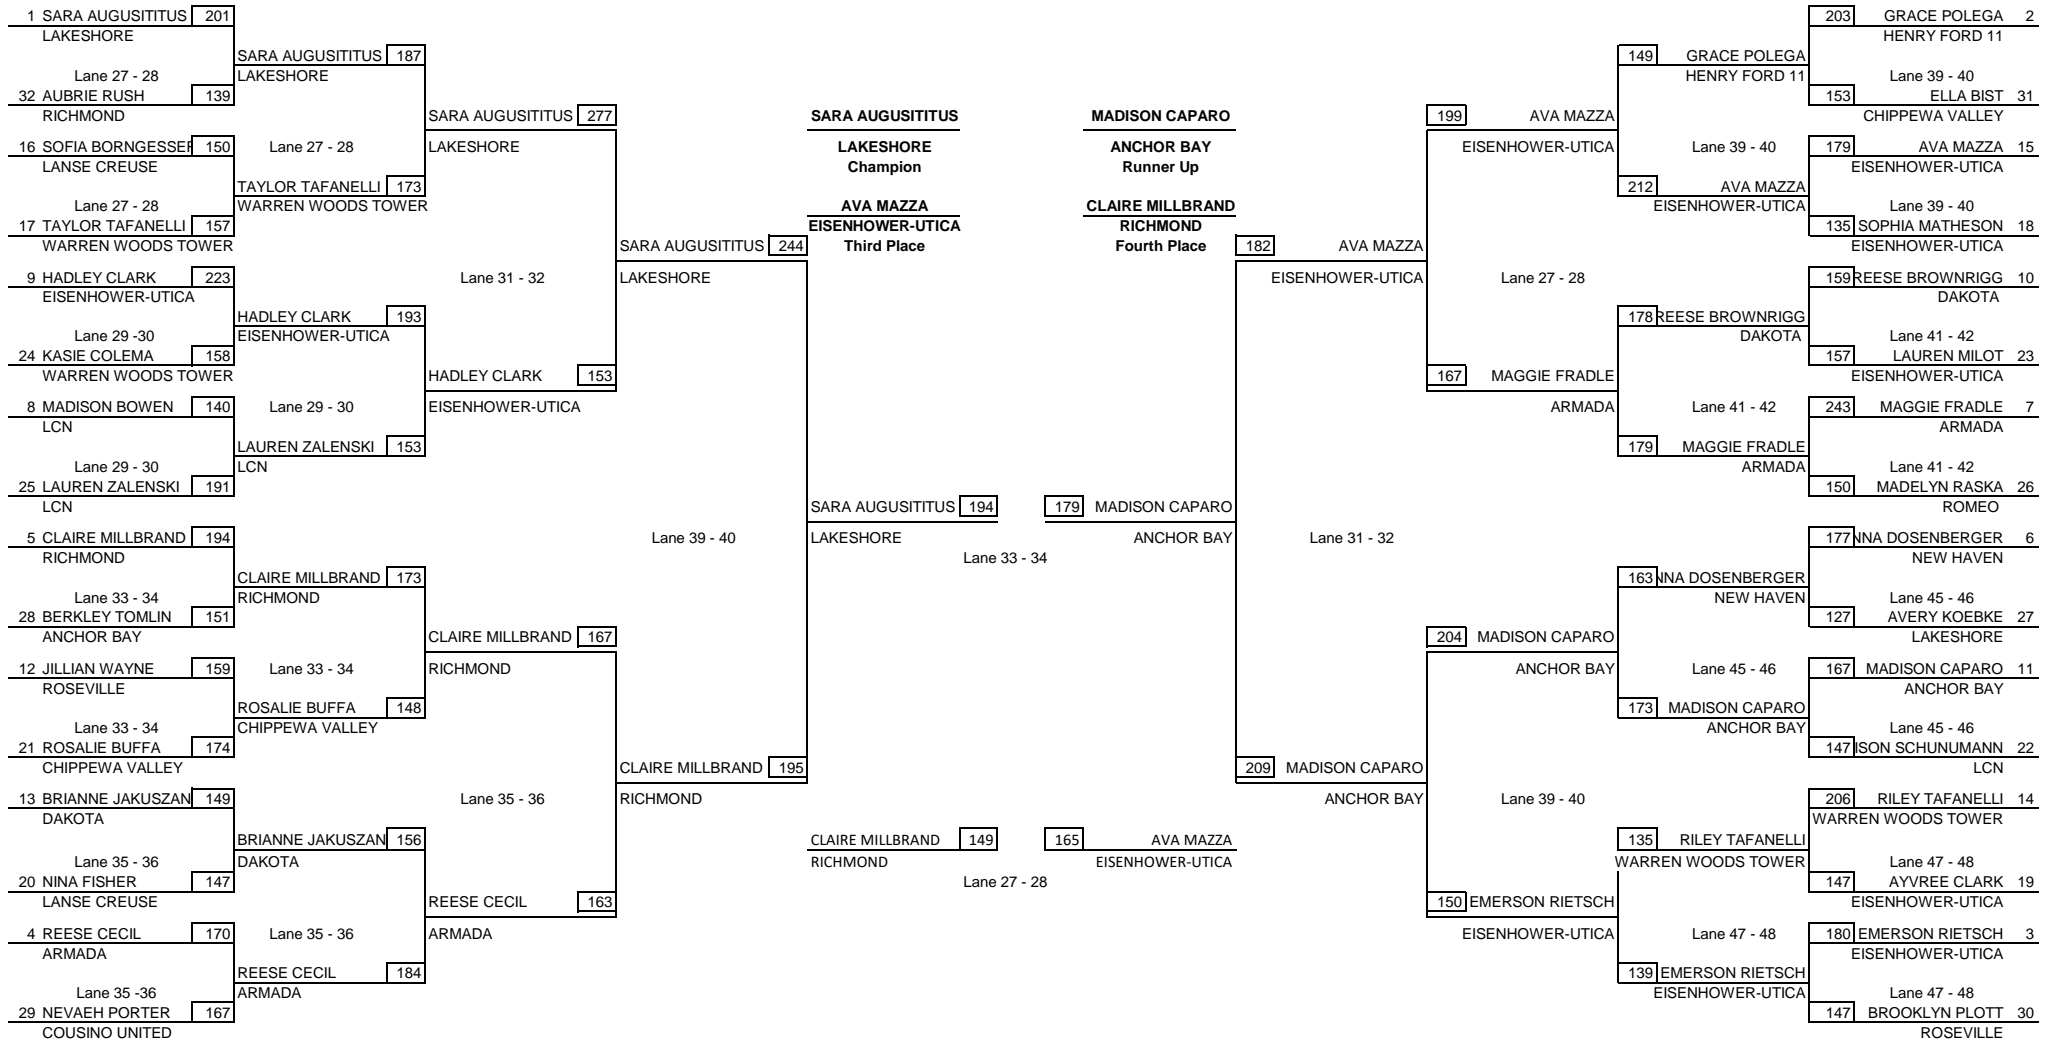 1 SARA AUGUSITITUS 201
LAKESHORE
Lane 27 - 28
32 AUBRIE RUSH 139
RICHMOND
16 SOFIA BORNGESSER 150
LANSE CREUSE
Lane 27 - 28
17 TAYLOR TAFANELLI 157
WARREN WOODS TOWER
9 HADLEY CLARK 223
EISENHOWER-UTICA
Lane 29 -30
24 KASIE COLEMA 158
WARREN WOODS TOWER
8 MADISON BOWEN 140
LCN
Lane 29 - 30
25 LAUREN ZALENSKI 191
LCN
5 CLAIRE MILLBRAND 194
RICHMOND
Lane 33 - 34
28 BERKLEY TOMLIN 151
ANCHOR BAY
12 JILLIAN WAYNE 159
ROSEVILLE
Lane 33 - 34
21 ROSALIE BUFFA 174
CHIPPEWA VALLEY
13 BRIANNE JAKUSZAN 149
DAKOTA
Lane 35 - 36
20 NINA FISHER 147
LANSE CREUSE
4 REESE CECIL 170
ARMADA
Lane 35 -36
29 NEVAEH PORTER 167
COUSINO UNITED
SARA AUGUSITITUS 187
LAKESHORE
Lane 27 - 28
TAYLOR TAFANELLI 173
WARREN WOODS TOWER
HADLEY CLARK 193
EISENHOWER-UTICA
Lane 29 - 30
LAUREN ZALENSKI 153
LCN
CLAIRE MILLBRAND 173
RICHMOND
Lane 33 - 34
ROSALIE BUFFA 148
CHIPPEWA VALLEY
BRIANNE JAKUSZAN 156
DAKOTA
Lane 35 - 36
REESE CECIL 184
ARMADA
SARA AUGUSITITUS 277
LAKESHORE
Lane 31 - 32
HADLEY CLARK 153
EISENHOWER-UTICA
CLAIRE MILLBRAND 167
RICHMOND
Lane 35 - 36
REESE CECIL 163
ARMADA
SARA AUGUSITITUS 244
LAKESHORE
Lane 39 - 40
CLAIRE MILLBRAND 195
RICHMOND
SARA AUGUSITITUS
LAKESHORE
Champion
AVA MAZZA
EISENHOWER-UTICA
Third Place
MADISON CAPARO
ANCHOR BAY
Runner Up
CLAIRE MILLBRAND
RICHMOND
Fourth Place
SARA AUGUSITITUS 194
LAKESHORE
179 MADISON CAPARO
ANCHOR BAY
Lane 33 - 34
CLAIRE MILLBRAND 149
RICHMOND
165 AVA MAZZA
EISENHOWER-UTICA
Lane 27 - 28
182 AVA MAZZA
EISENHOWER-UTICA
Lane 31 - 32
209 MADISON CAPARO
ANCHOR BAY
199 AVA MAZZA
EISENHOWER-UTICA
Lane 27 - 28
167 MAGGIE FRADLE
ARMADA
204 MADISON CAPARO
ANCHOR BAY
Lane 39 - 40
150 EMERSON RIETSCH
EISENHOWER-UTICA
149 GRACE POLEGA
HENRY FORD 11
Lane 39 - 40
212 AVA MAZZA
EISENHOWER-UTICA
178 REESE BROWNRIGG
DAKOTA
Lane 41 - 42
179 MAGGIE FRADLE
ARMADA
163 NNA DOSENBERGER
NEW HAVEN
Lane 45 - 46
173 MADISON CAPARO
ANCHOR BAY
135 RILEY TAFANELLI
WARREN WOODS TOWER
Lane 47 - 48
139 EMERSON RIETSCH
EISENHOWER-UTICA
203 GRACE POLEGA 2
HENRY FORD 11
Lane 39 - 40
153 ELLA BIST 31
CHIPPEWA VALLEY
179 AVA MAZZA 15
EISENHOWER-UTICA
Lane 39 - 40
135 SOPHIA MATHESON 18
EISENHOWER-UTICA
159 REESE BROWNRIGG 10
DAKOTA
Lane 41 - 42
157 LAUREN MILOT 23
EISENHOWER-UTICA
243 MAGGIE FRADLE 7
ARMADA
Lane 41 - 42
150 MADELYN RASKA 26
ROMEO
177 NNA DOSENBERGER 6
NEW HAVEN
Lane 45 - 46
127 AVERY KOEBKE 27
LAKESHORE
167 MADISON CAPARO 11
ANCHOR BAY
Lane 45 - 46
147 ISON SCHUNUMANN 22
LCN
206 RILEY TAFANELLI 14
WARREN WOODS TOWER
Lane 47 - 48
147 AYVREE CLARK 19
EISENHOWER-UTICA
180 EMERSON RIETSCH 3
EISENHOWER-UTICA
Lane 47 - 48
147 BROOKLYN PLOTT 30
ROSEVILLE